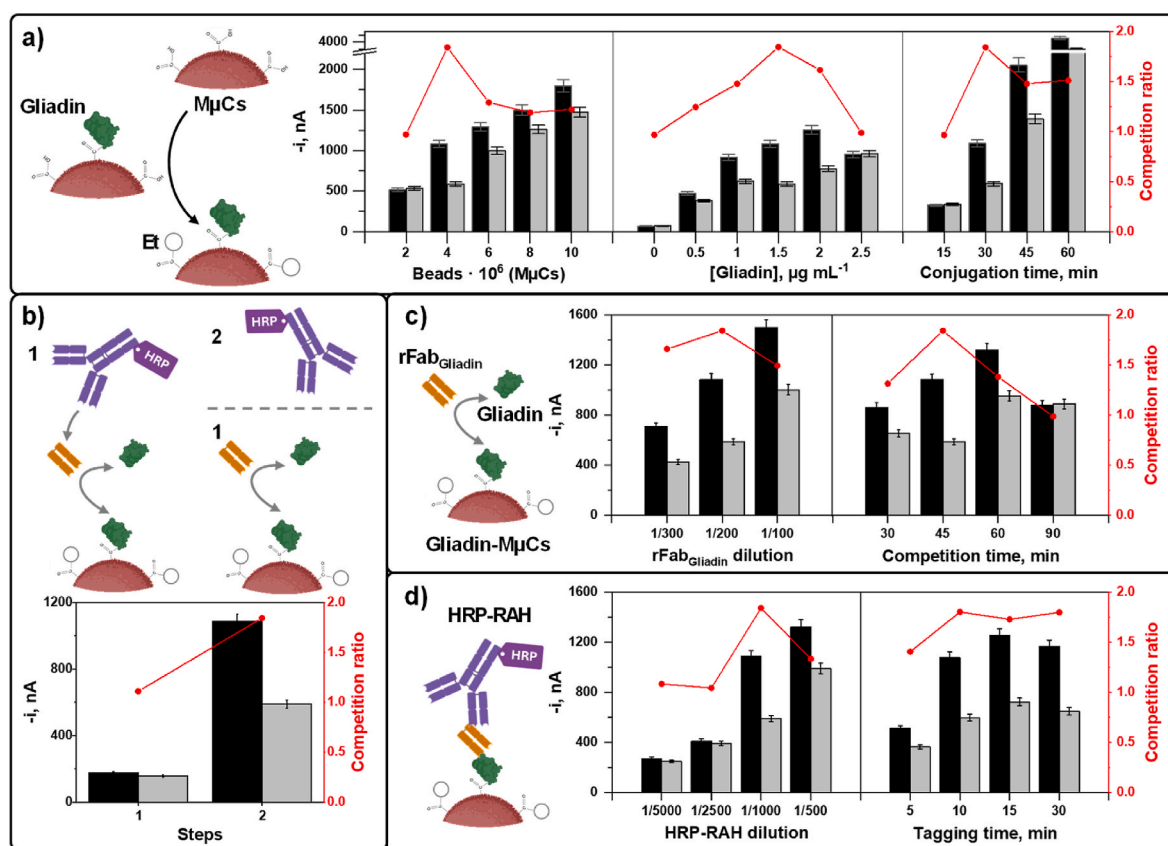 a)
HO
O
OH
MµCs
Gliadin
Et
-i, nA
4000
2000
1500
1000
500
0
2 4 6 8 10
Beads · 10⁶ (MµCs)
0 0.5 1 1.5 2 2.5
[Gliadin], µg mL⁻¹
15 30 45 60
Conjugation time, min
2.0
1.5
1.0
0.5
0.0
Competition ratio
b)
1
HRP
2
HRP
1
-i, nA
1200
900
600
300
0
1 2
Steps
2.0
1.5
1.0
0.5
0.0
Competition ratio
c)
rFabGliadin
Gliadin
Gliadin-MµCs
-i, nA
1600
1200
800
400
0
1/300 1/200 1/100
rFabGliadin dilution
30 45 60 90
Competition time, min
2.0
1.5
1.0
0.5
0.0
Competition ratio
d)
HRP-RAH
HRP
-i, nA
1600
1200
800
400
0
1/5000 1/2500 1/1000 1/500
HRP-RAH dilution
5 10 15 30
Tagging time, min
2.0
1.5
1.0
0.5
0.0
Competition ratio